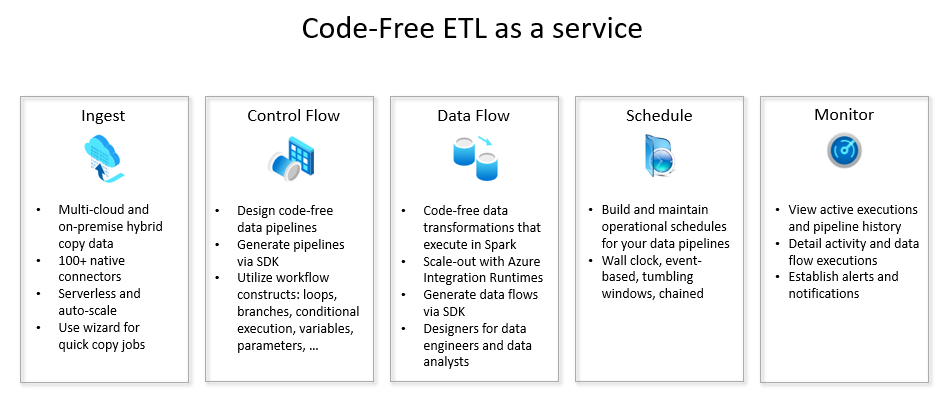 Code-Free ETL as a service
Ingest
• Multi-cloud and
on-premise hybrid
copy data
• 100+ native
connectors
• Serverless and
auto-scale
• Use wizard for
quick copy jobs
Control Flow
• Design code-free
data pipelines
• Generate pipelines
via SDK
• Utilize workflow
constructs: loops,
branches, conditional
execution, variables,
parameters, …
Data Flow
• Code-free data
transformations that
execute in Spark
• Scale-out with Azure
Integration Runtimes
• Generate data flows
via SDK
• Designers for data
engineers and data
analysts
Schedule
• Build and maintain
operational schedules
for your data pipelines
• Wall clock, event-
based, tumbling
windows, chained
Monitor
• View active executions
and pipeline history
• Detail activity and data
flow executions
• Establish alerts and
notifications